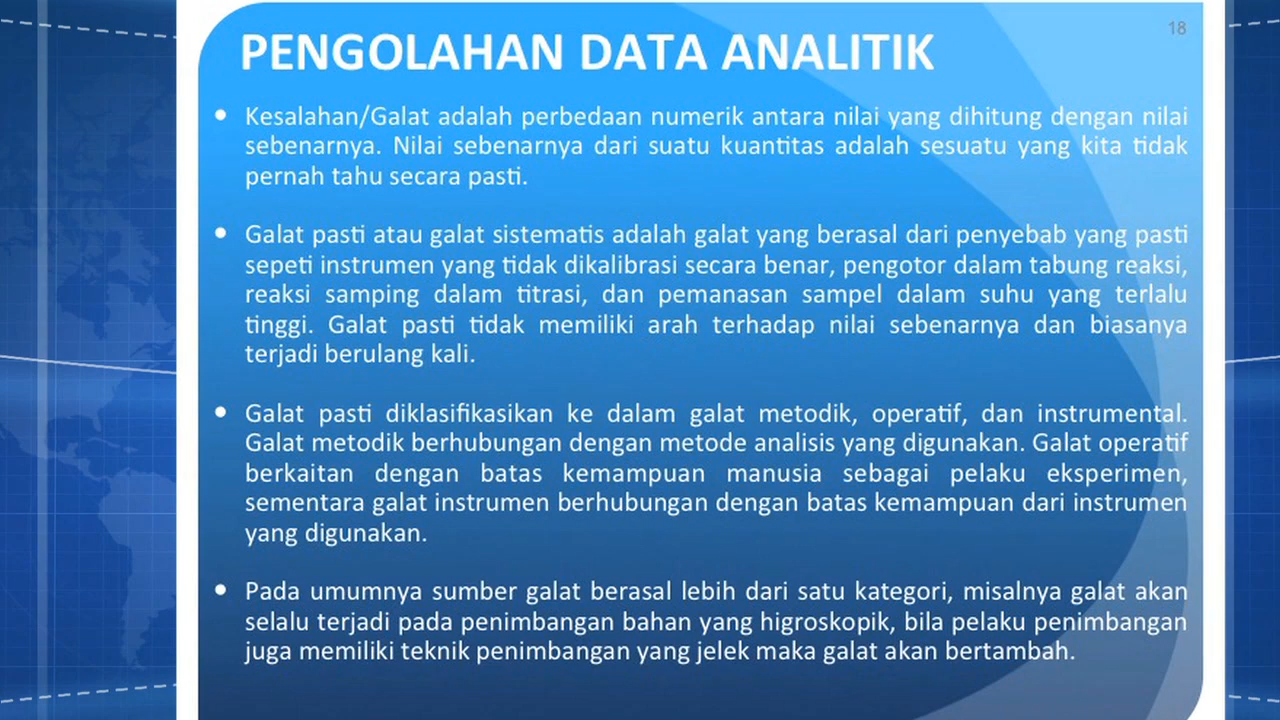 18
PENGOLAHAN DATA ANALITIK
• Kesalahan/Galat adalah perbedaan numerik antara nilai yang dihitung dengan nilai
sebenarnya. Nilai sebenarnya dari suatu kuantitas adalah sesuatu yang kita tidak
pernah tahu secara pasti.
• Galat pasti atau galat sistematis adalah galat yang berasal dari penyebab yang pasti
sepeti instrumen yang tidak dikalibrasi secara benar, pengotor dalam tabung reaksi,
reaksi samping dalam titrasi, dan pemanasan sampel dalam suhu yang terlalu
tinggi. Galat pasti tidak memiliki arah terhadap nilai sebenarnya dan biasanya
terjadi berulang kali.
• Galat pasti diklasifikasikan ke dalam galat metodik, operatif, dan instrumental.
Galat metodik berhubungan dengan metode analisis yang digunakan. Galat operatif
berkaitan dengan batas kemampuan manusia sebagai pelaku eksperimen,
sementara galat instrumen berhubungan dengan batas kemampuan dari instrumen
yang digunakan.
• Pada umumnya sumber galat berasal lebih dari satu kategori, misalnya galat akan
selalu terjadi pada penimbangan bahan yang higroskopik, bila pelaku penimbangan
juga memiliki teknik penimbangan yang jelek maka galat akan bertambah.